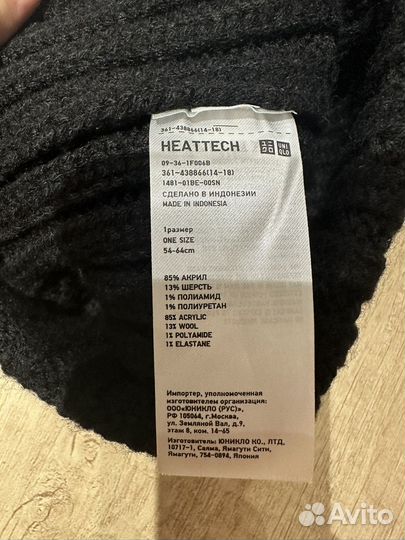 361-438866(14-18)
HEATTECH
UNI
QLO
09-36-1F006B
361-438866(14-18)
1481-01BE-00SN
СДЕЛАНО В ИНДОНЕЗИИ
MADE IN INDONESIA
1размер
ONE SIZE
54-64cm
85% АКРИЛ
13% ШЕРСТЬ
1% ПОЛИАМИД
1% ПОЛИУРЕТАН
85% ACRYLIC
13% WOOL
1% POLYAMIDE
1% ELASTANE
Импортер, уполномоченная
изготовителем организация:
ООО«ЮНИКЛО (РУС)»,
РФ 105064, г.Москва,
ул. Земляной Вал, д.9,
этаж 8, ком. 14-65
Изготовитель: ЮНИКЛО КО., ЛТД,
10717-1, Саяма, Ямагути Сити,
Ямагути, 754-0894, Япония
Avito